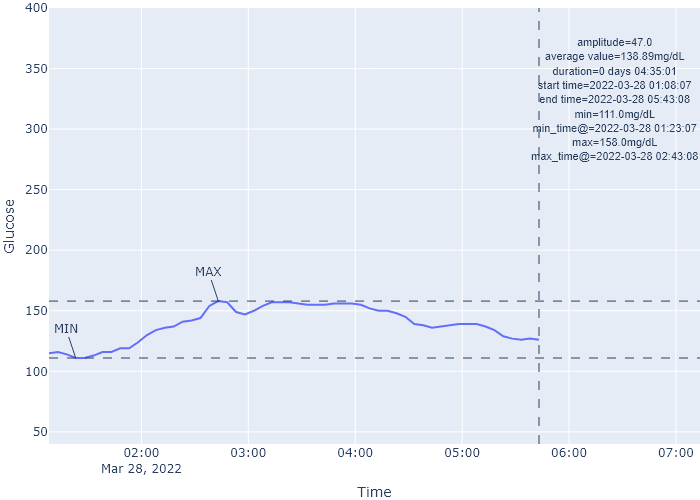 400
amplitude=47.0
average value=138.89mg/dL
350
duration=0 days 04:35:01
start time=2022-03-28 01:08:07
end time=2022-03-28 05:43:08
min=111.0mg/dL
300
min_time@=2022-03-28 01:23:07
max=158.0mg/dL
max_time@=2022-03-28 02:43:08
250
Glucose
200
MAX
150
MIN
100
50
02:00
03:00
04:00
05:00
06:00
07:00
Mar 28, 2022
Time